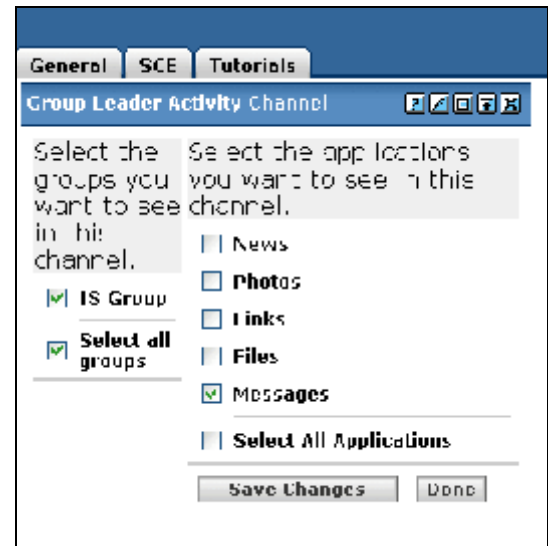 General SCE Tutorials
Group Leader Activity Channel
Select the groups you want to see in this channel.
IS Group
Select all groups
Select the applications you want to see in this channel.
News
Photos
Links
Files
Messages
Select All Applications
Save Changes Done